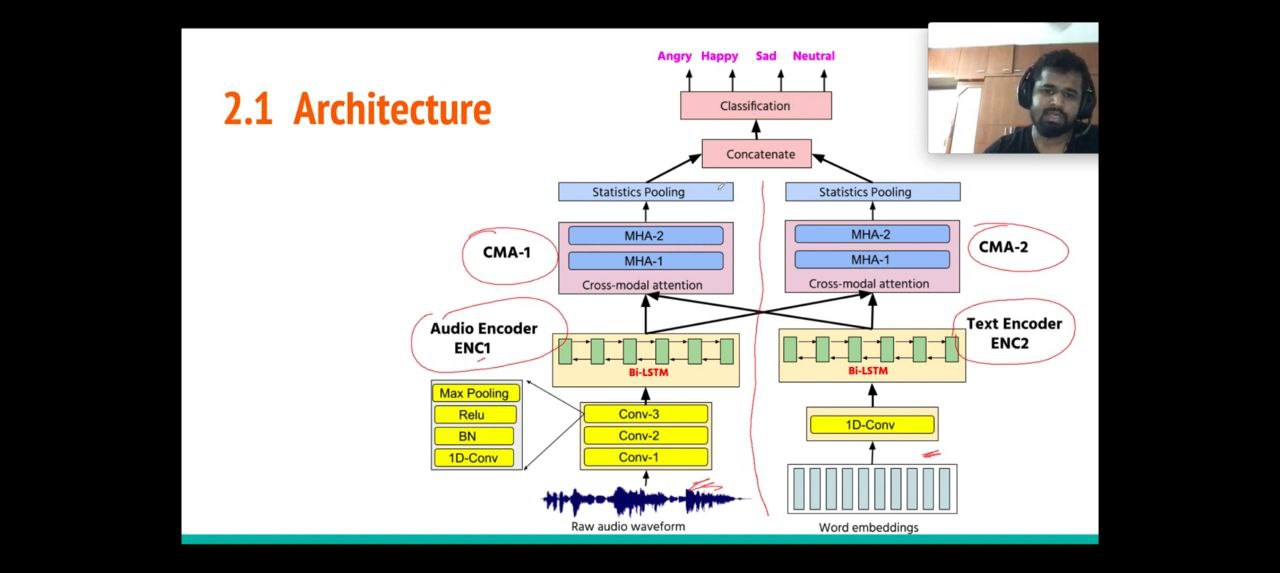 2.1 Architecture
Angry Happy Sad Neutral
Classification
Concatenate
Statistics Pooling
Statistics Pooling
CMA-1
MHA-2
MHA-1
Cross-modal attention
MHA-2
MHA-1
Cross-modal attention
CMA-2
Audio Encoder
ENC1
Bi-LSTM
Bi-LSTM
Text Encoder
ENC2
Max Pooling
Relu
BN
1D-Conv
Conv-3
Conv-2
Conv-1
1D-Conv
Raw audio waveform
Word embeddings